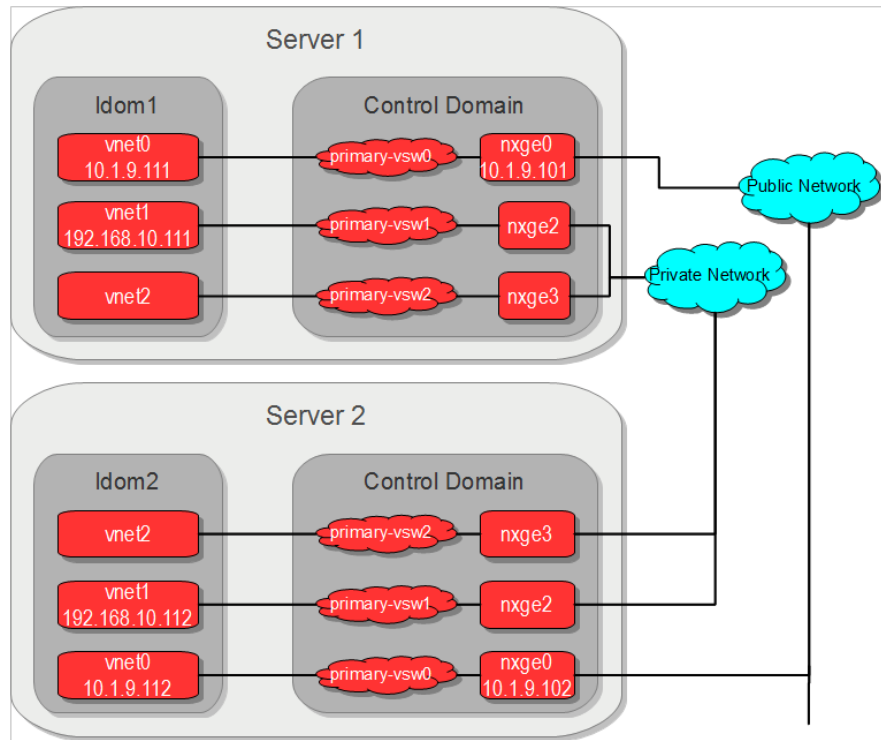 Server 1
ldom1
Control Domain
vnet0
10.1.9.111
primary-vsw0
nxge0
10.1.9.101
Public Network
vnet1
192.168.10.111
primary-vsw1
nxge2
Private Network
vnet2
primary-vsw2
nxge3
Server 2
ldom2
Control Domain
vnet2
primary-vsw2
nxge3
vnet1
192.168.10.112
primary-vsw1
nxge2
vnet0
10.1.9.112
primary-vsw0
nxge0
10.1.9.102